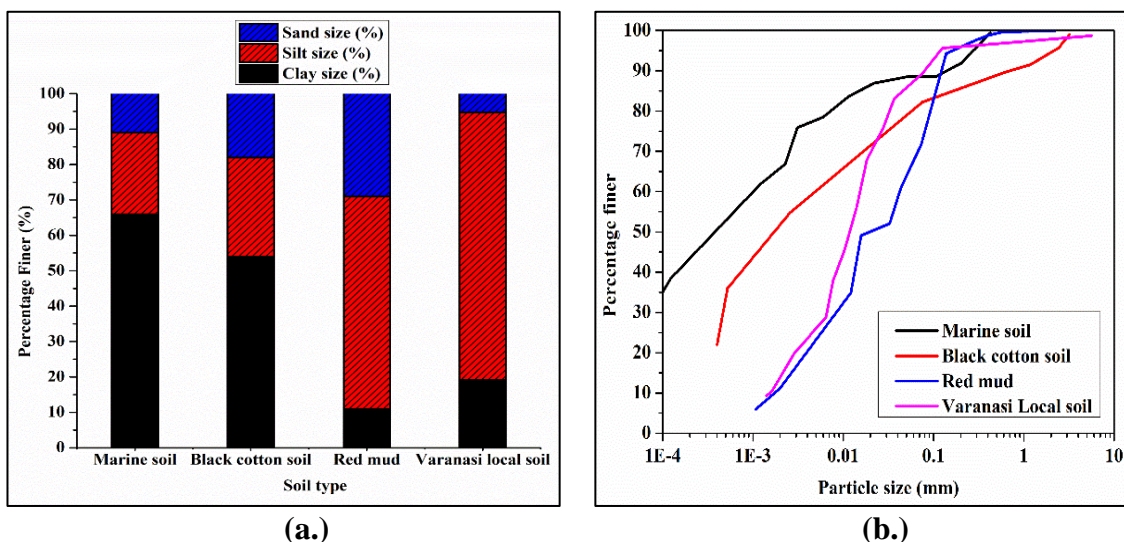 Sand size (%)
Silt size (%)
Clay size (%)
Percentage Finer (%)
100
90
80
70
60
50
40
30
20
10
0
Marine soil Black cotton soil Red mud Varanasi local soil
Soil type
(a.)
Percentage finer
100
90
80
70
60
50
40
30
20
10
0
Marine soil
Black cotton soil
Red mud
Varanasi Local soil
1E-4 1E-3 0.01 0.1 1 10
Particle size (mm)
(b.)